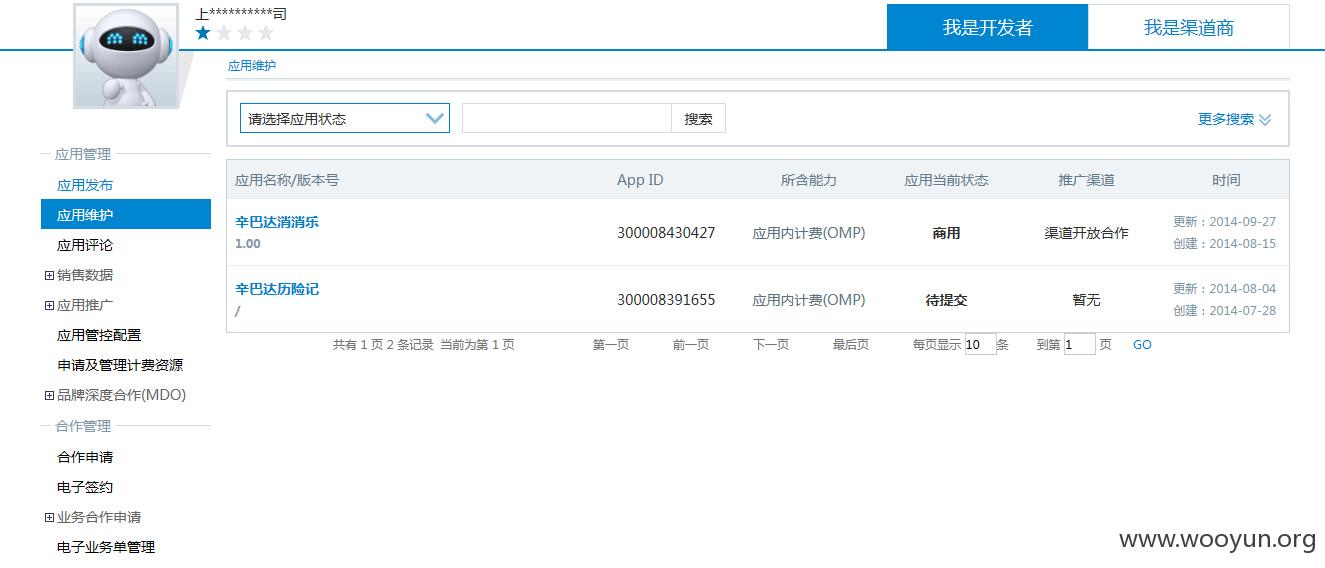 上**********司
我是开发者
我是渠道商
应用维护
请选择应用状态
搜索
更多搜索
应用管理
应用发布
应用维护
应用评论
销售数据
应用推广
应用管控配置
申请及管理计费资源
品牌深度合作(MDO)
合作管理
合作申请
电子签约
业务合作申请
电子业务单管理
应用名称/版本号 App ID 所含能力 应用当前状态 推广渠道 时间
辛巴达消消乐 300008430427 应用内计费(OMP) 商用 渠道开放合作 更新：2014-09-27
1.00 创建：2014-08-15
辛巴达历险记 300008391655 应用内计费(OMP) 待提交 暂无 更新：2014-08-04
/ 创建：2014-07-28
共有 1 页 2 条记录 当前为第 1 页 第一页 前一页 下一页 最后页 每页显示 10 条 到第 1 页 GO
www.wooyun.org